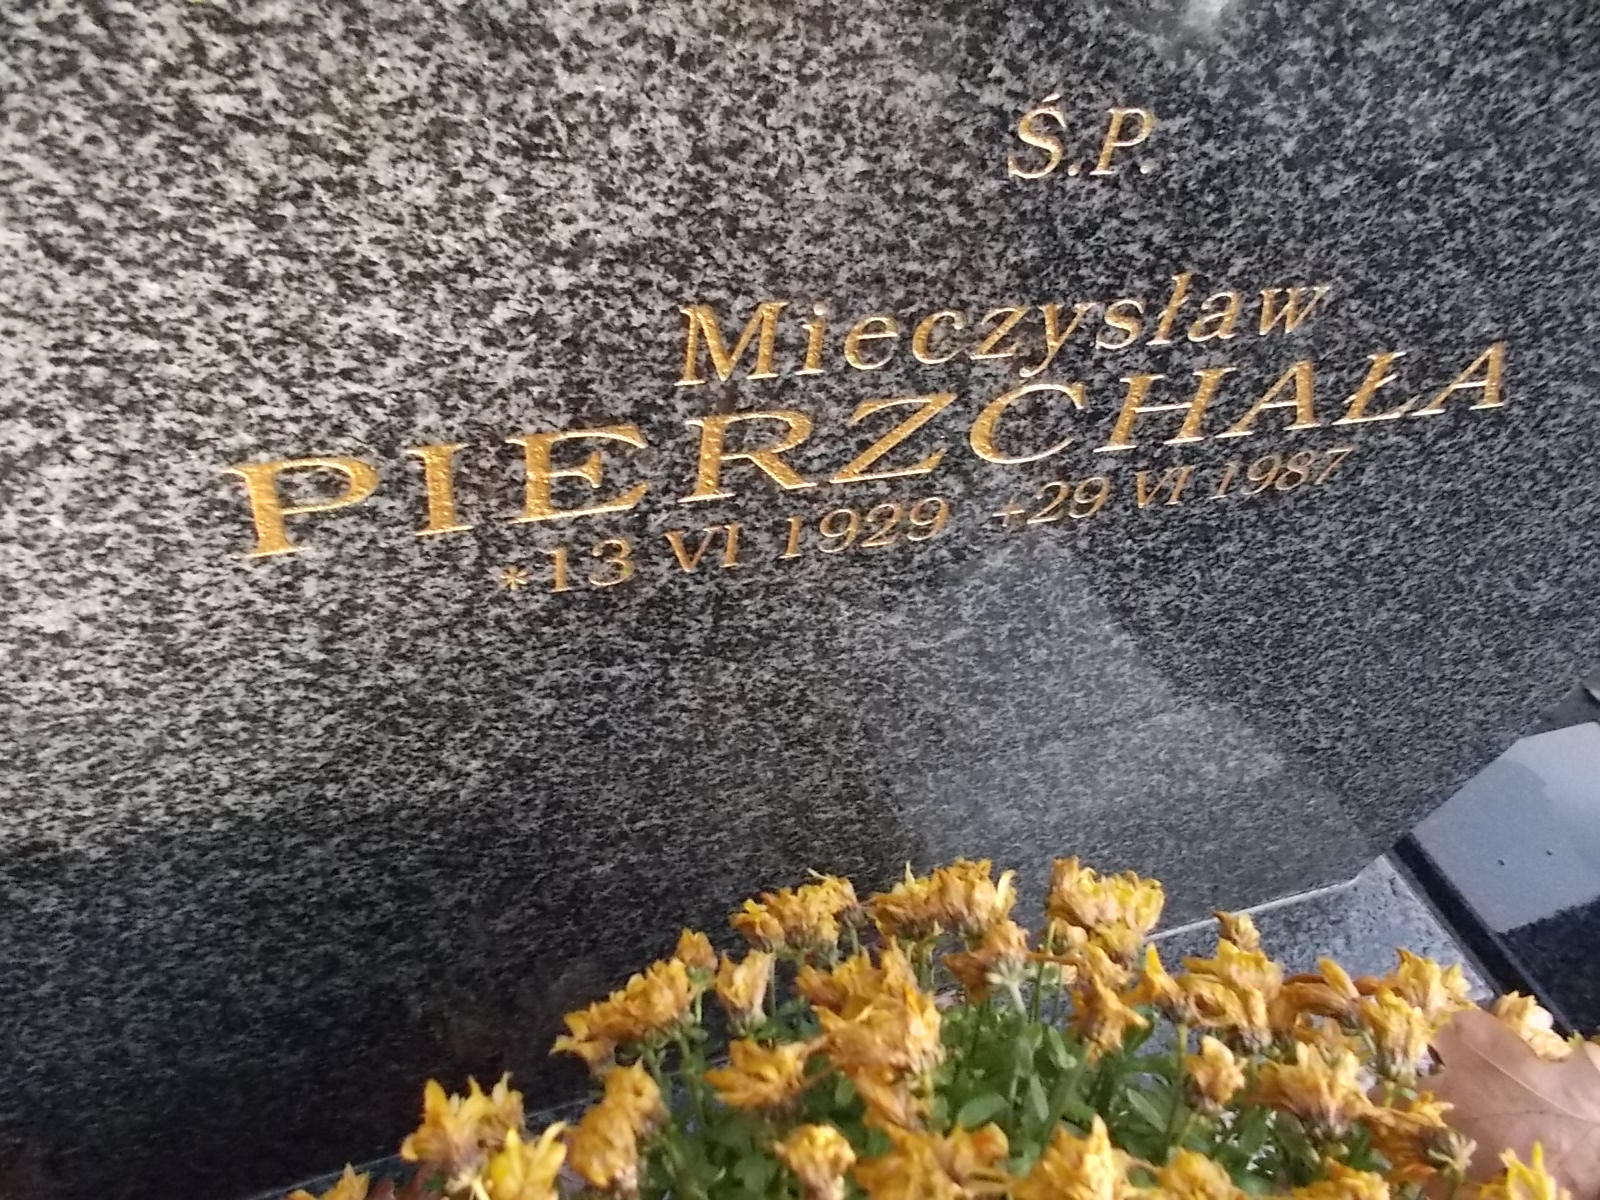 Ś.P.
Mieczysław
PIERZCHAŁA
*13 VI 1929 +29 VI 1987